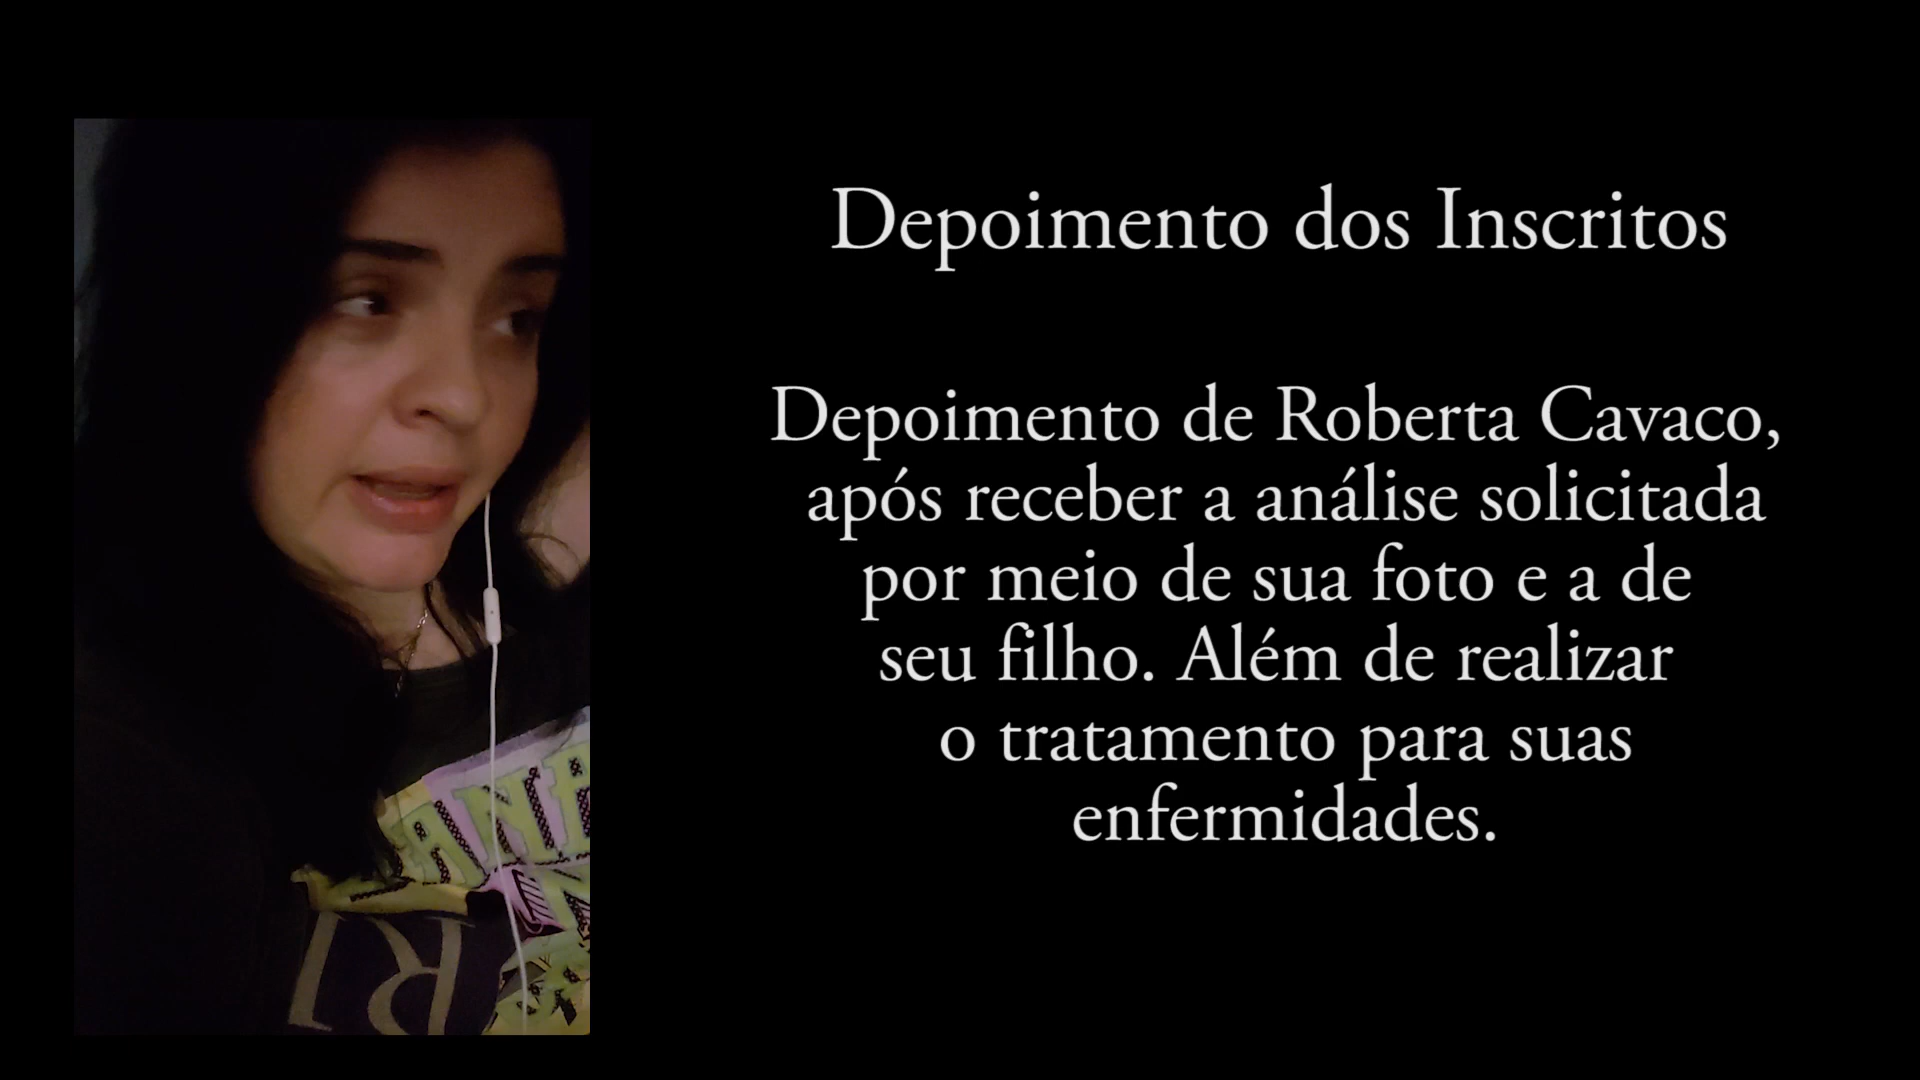 Depoimento dos Inscritos
Depoimento de Roberta Cavaco,
após receber a análise solicitada
por meio de sua foto e a de
seu filho. Além de realizar
o tratamento para suas
enfermidades.